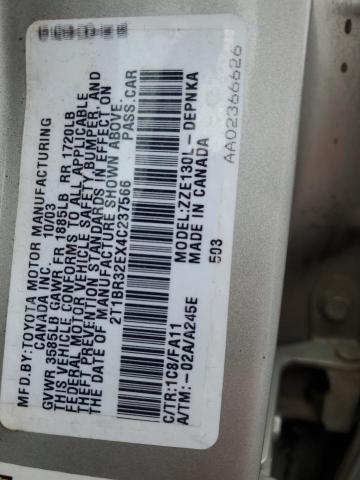 MFD.BY:TOYOTA MOTOR MANUFACTURING
CANADA INC. 10/03
GVWR 3585LB GAWR FR 1885LB RR 1720LB
THIS VEHICLE CONFORMS TO ALL APPLICABLE
FEDERAL MOTOR VEHICLE SAFETY, BUMPER, AND
THEFT PREVENTION STANDARDS IN EFFECT ON
DATE OF MANUFACTURE SHOWN ABOVE.
2T1BR32EX4C237566 PASS.CAR
C/TR:1C8/FA11 MODEL:ZZE130L-DEPNKA
A/TM:-02A/A245E MADE IN CANADA
503
AA02366626